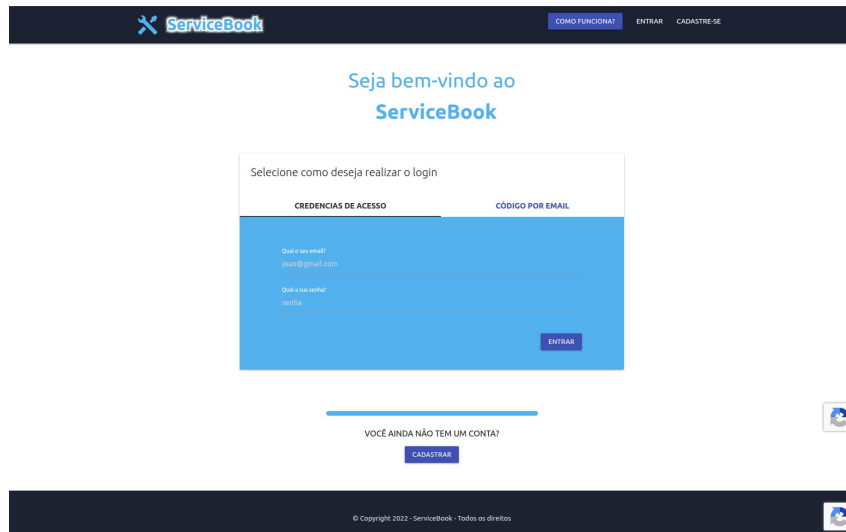 ServiceBook
COMO FUNCIONA? ENTRAR CADASTRE-SE
Seja bem-vindo ao
ServiceBook
Selecione como deseja realizar o login
CREDENCIAS DE ACESSO CÓDIGO POR EMAIL
Qual o seu email?
joao@gmail.com
Qual a sua senha?
senha
ENTRAR
VOCÊ AINDA NÃO TEM UM CONTA?
CADASTRAR
© Copyright 2022 - ServiceBook - Todos os direitos